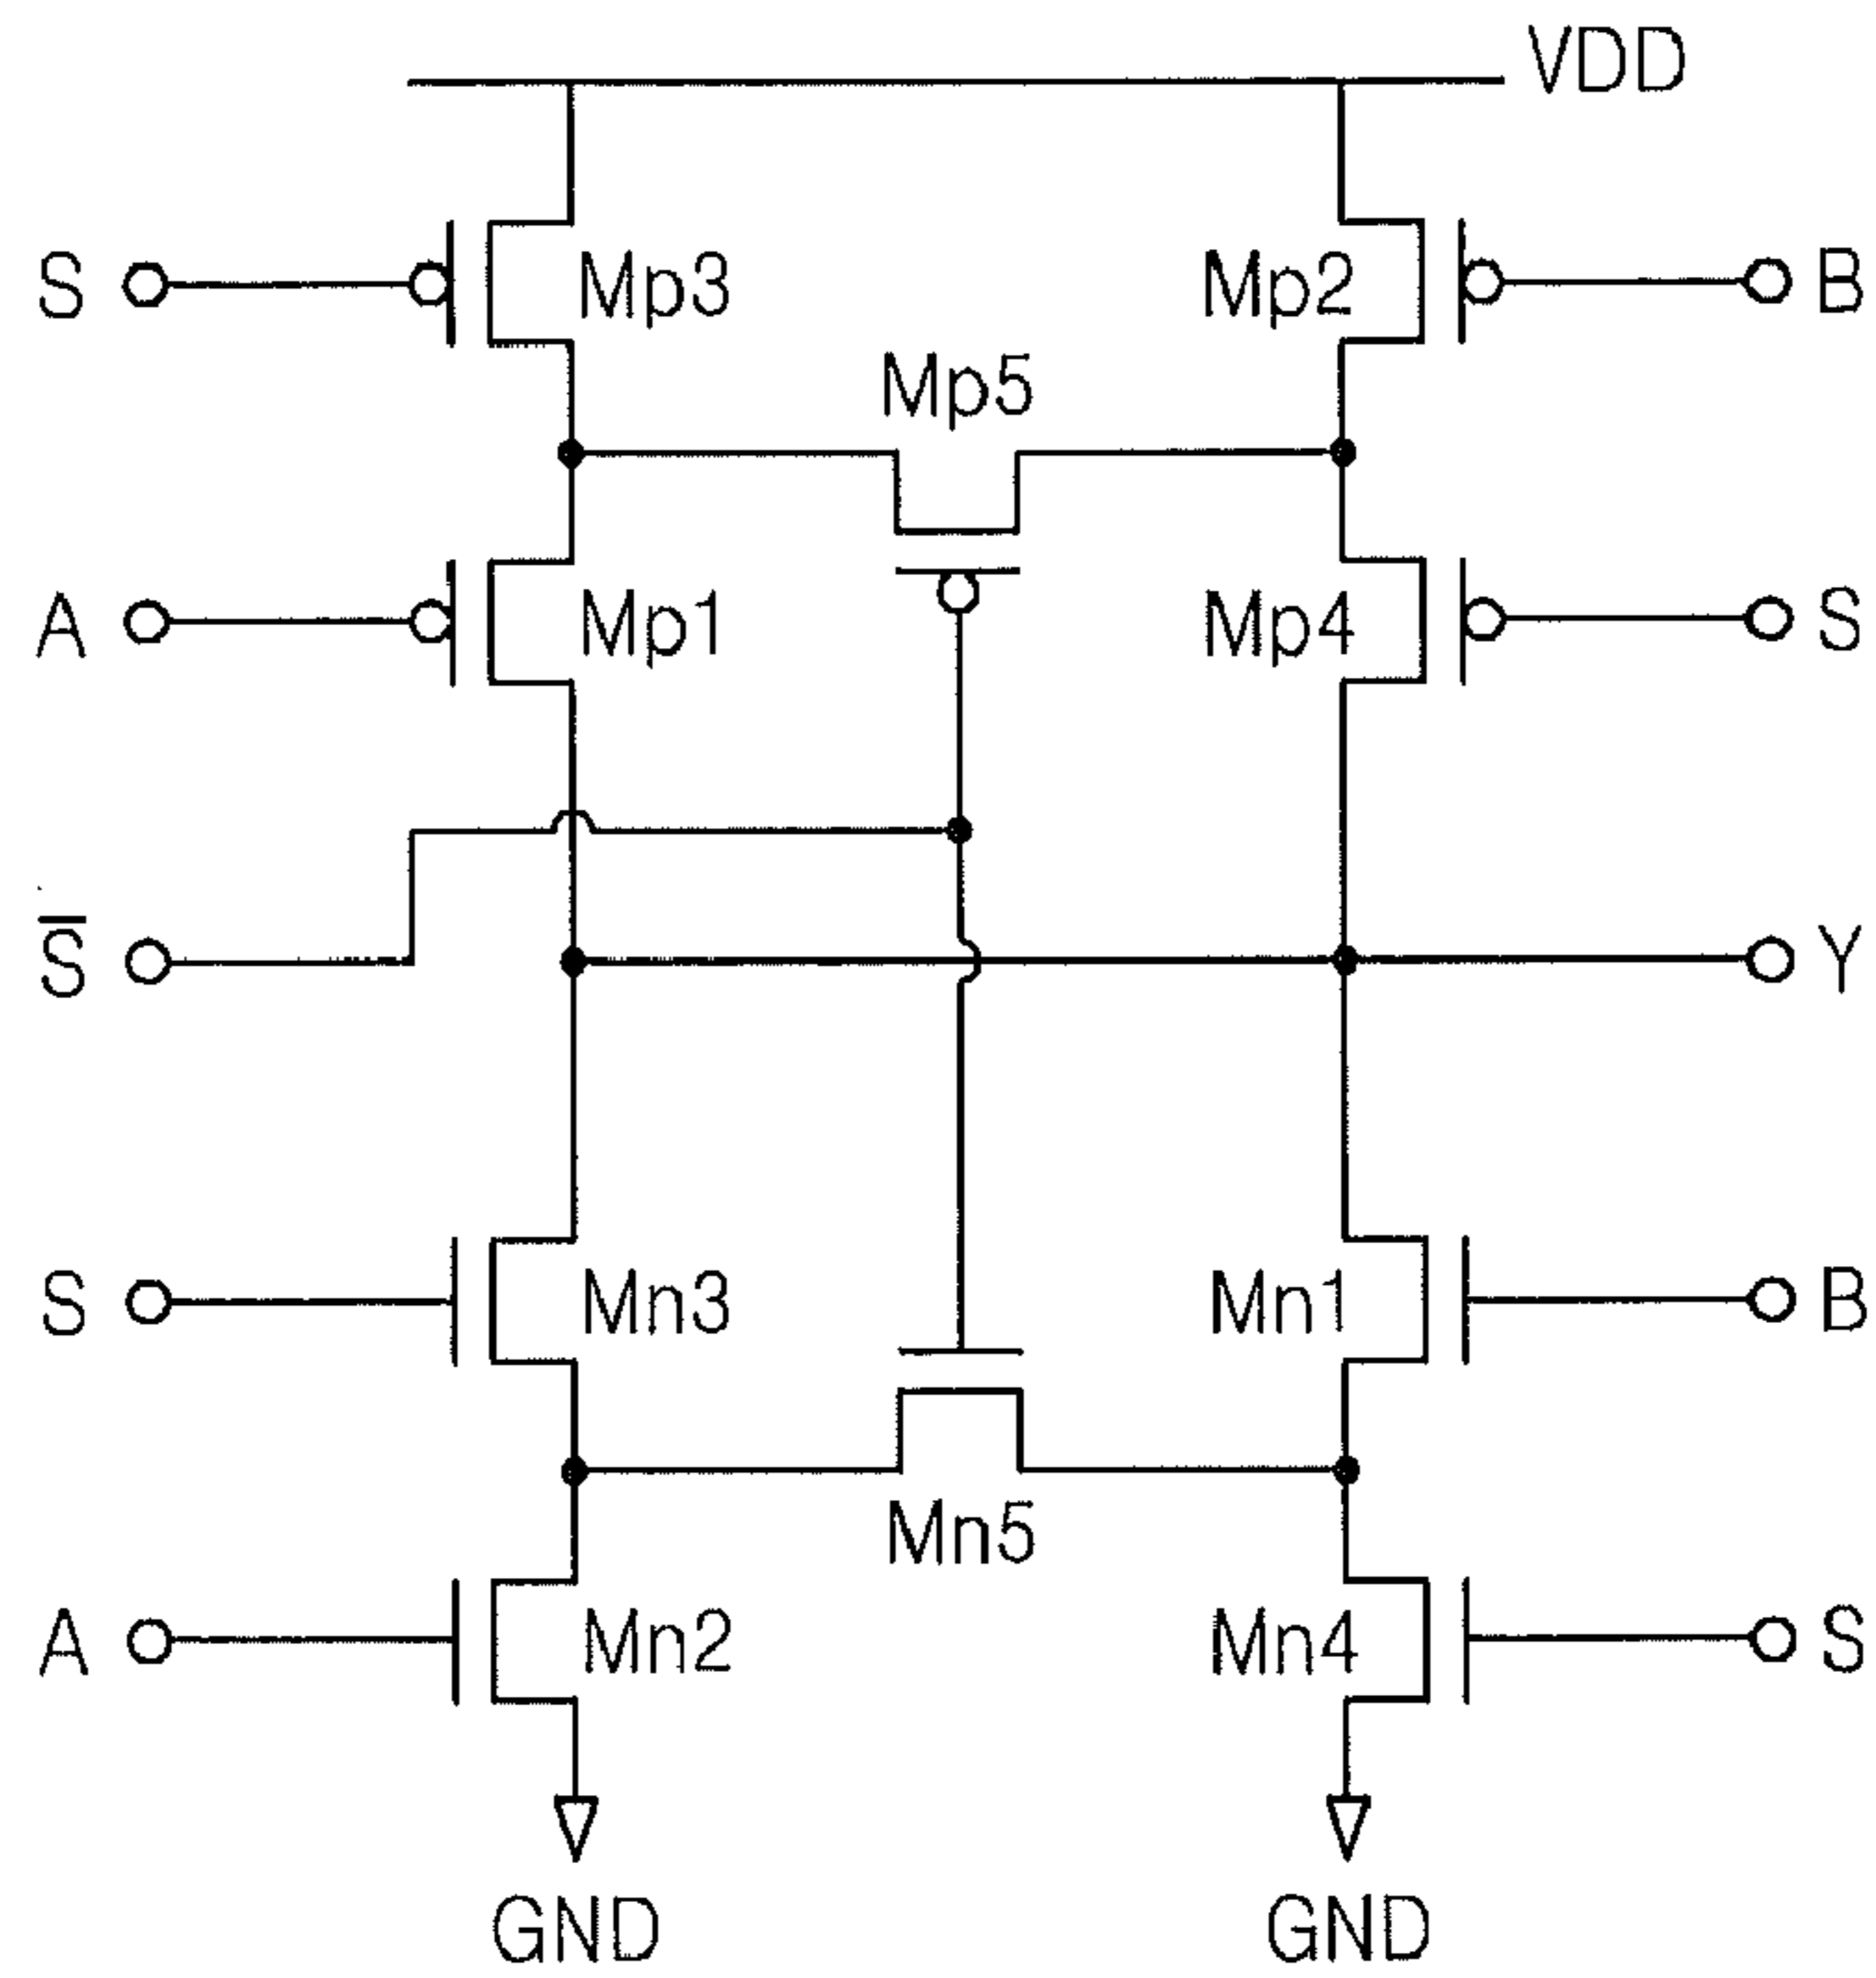 VDD
S Mp3 Mp2 B
Mp5
A Mp1 Mp4 S
S̅ Y
S Mn3 Mn1 B
Mn5
A Mn2 Mn4 S
GND GND